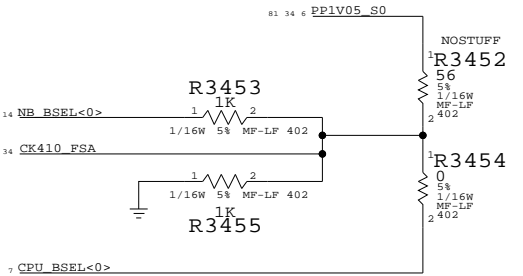 81 34 6 PP1V05_S0
NOSTUFF
1 R3452
56
5%
1/16W
MF-LF
2 402
R3453
1K
1 2
14 NB_BSEL<0>
1/16W 5% MF-LF 402
34 CK410_FSA
1 R3454
0
5%
1/16W
MF-LF
2 402
1 2
1/16W 5% MF-LF 402
1K
R3455
7 CPU_BSEL<0>